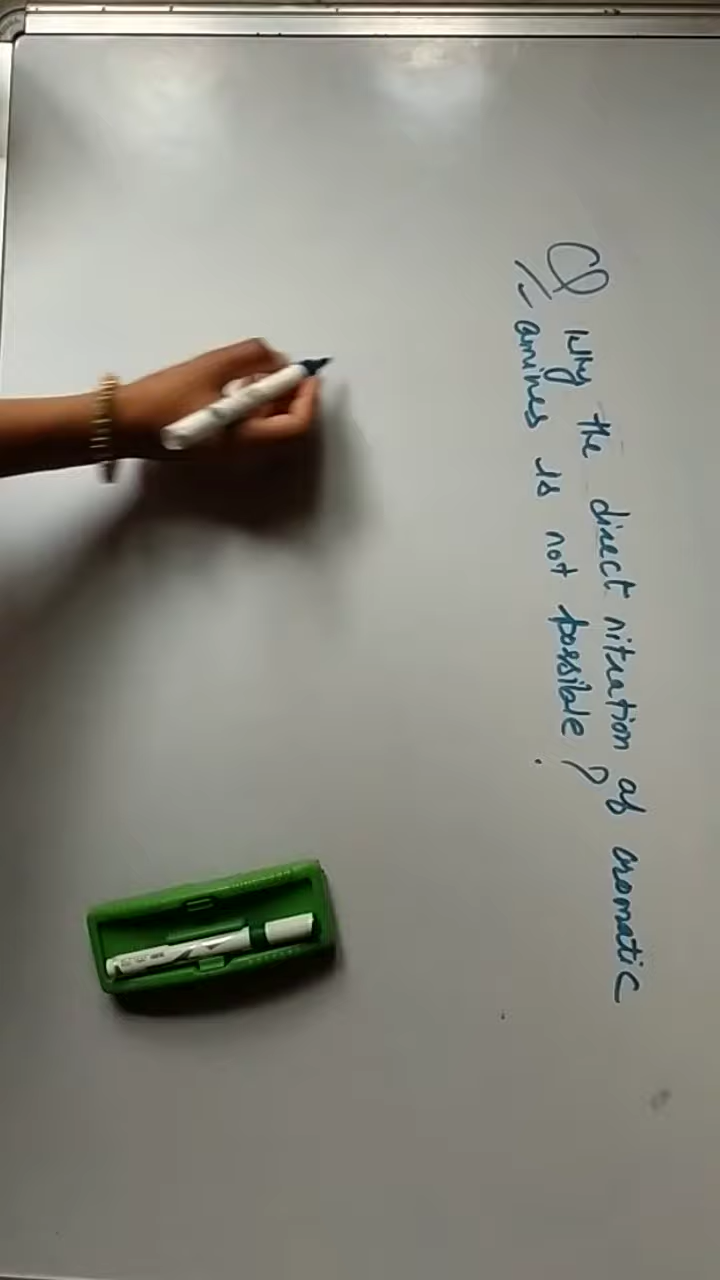 Q Why the direct nitration of aromatic
amines is not possible ?